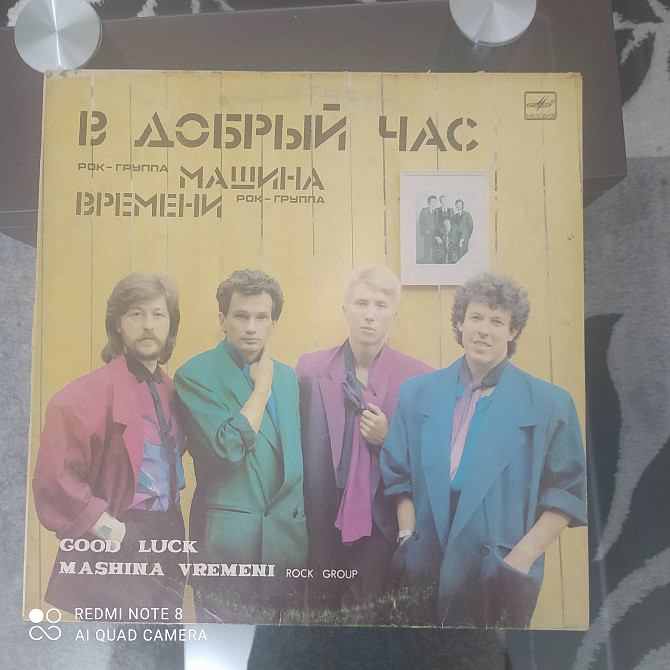 МЕЛОДИЯ
В ДОБРЫЙ ЧАС
РОК-ГРУППА МАШИНА
ВРЕМЕНИ РОК-ГРУППА
GOOD LUCK
MASHINA VREMENI ROCK GROUP
REDMI NOTE 8
AI QUAD CAMERA